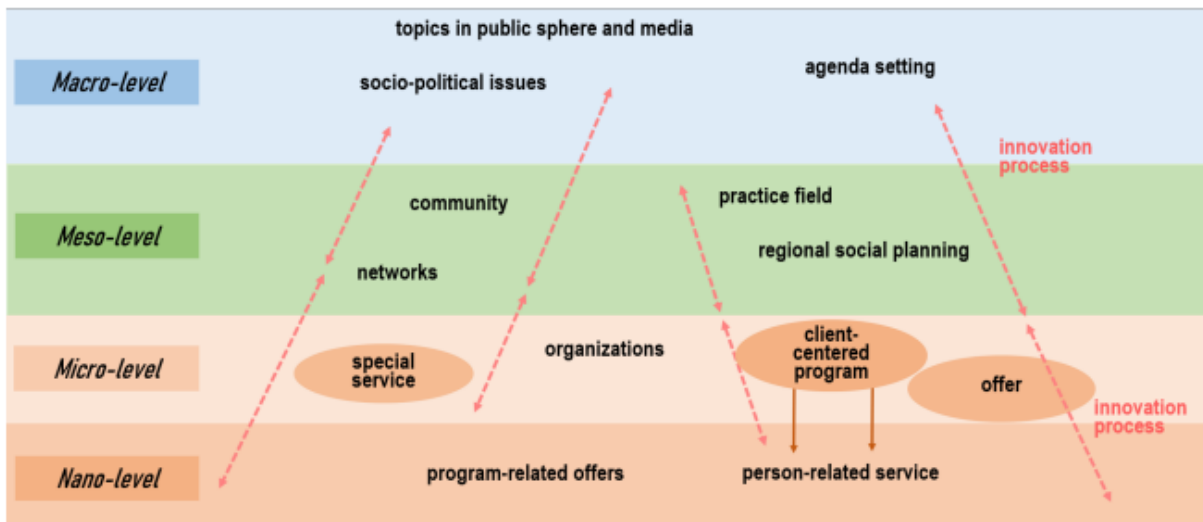 topics in public sphere and media
Macro-level
socio-political issues
agenda setting
innovation
process
community
practice field
Meso-level
regional social planning
networks
Micro-level
special
service
organizations
client-
centered
program
offer
innovation
process
Nano-level
program-related offers
person-related service